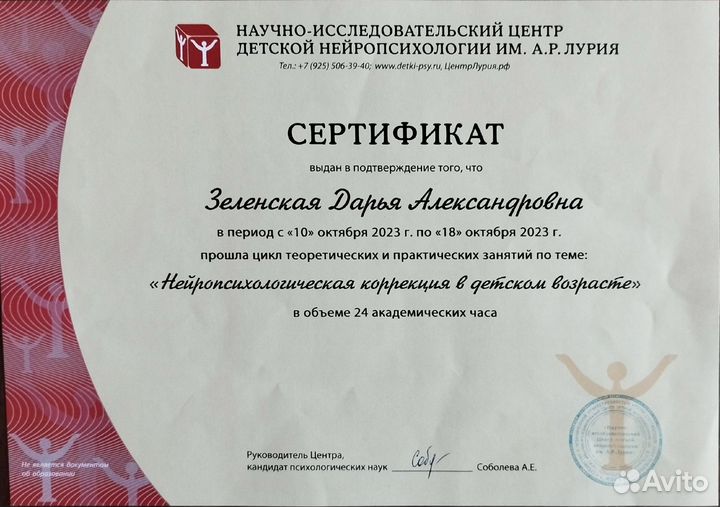 НАУЧНО-ИССЛЕДОВАТЕЛЬСКИЙ ЦЕНТР
ДЕТСКОЙ НЕЙРОПСИХОЛОГИИ ИМ. А.Р. ЛУРИЯ
Тел.: +7 (925) 506-39-40; www.detki-psy.ru, ЦентрЛурия.рф
СЕРТИФИКАТ
выдан в подтверждение того, что
Зеленская Дарья Александровна
в период с «10» октября 2023 г. по «18» октября 2023 г.
прошла цикл теоретических и практических занятий по теме:
«Нейропсихологическая коррекция в детском возрасте»
в объеме 24 академических часа
Руководитель Центра,
кандидат психологических наук Соболева А.Е.
Не является документом
об образовании
Avito